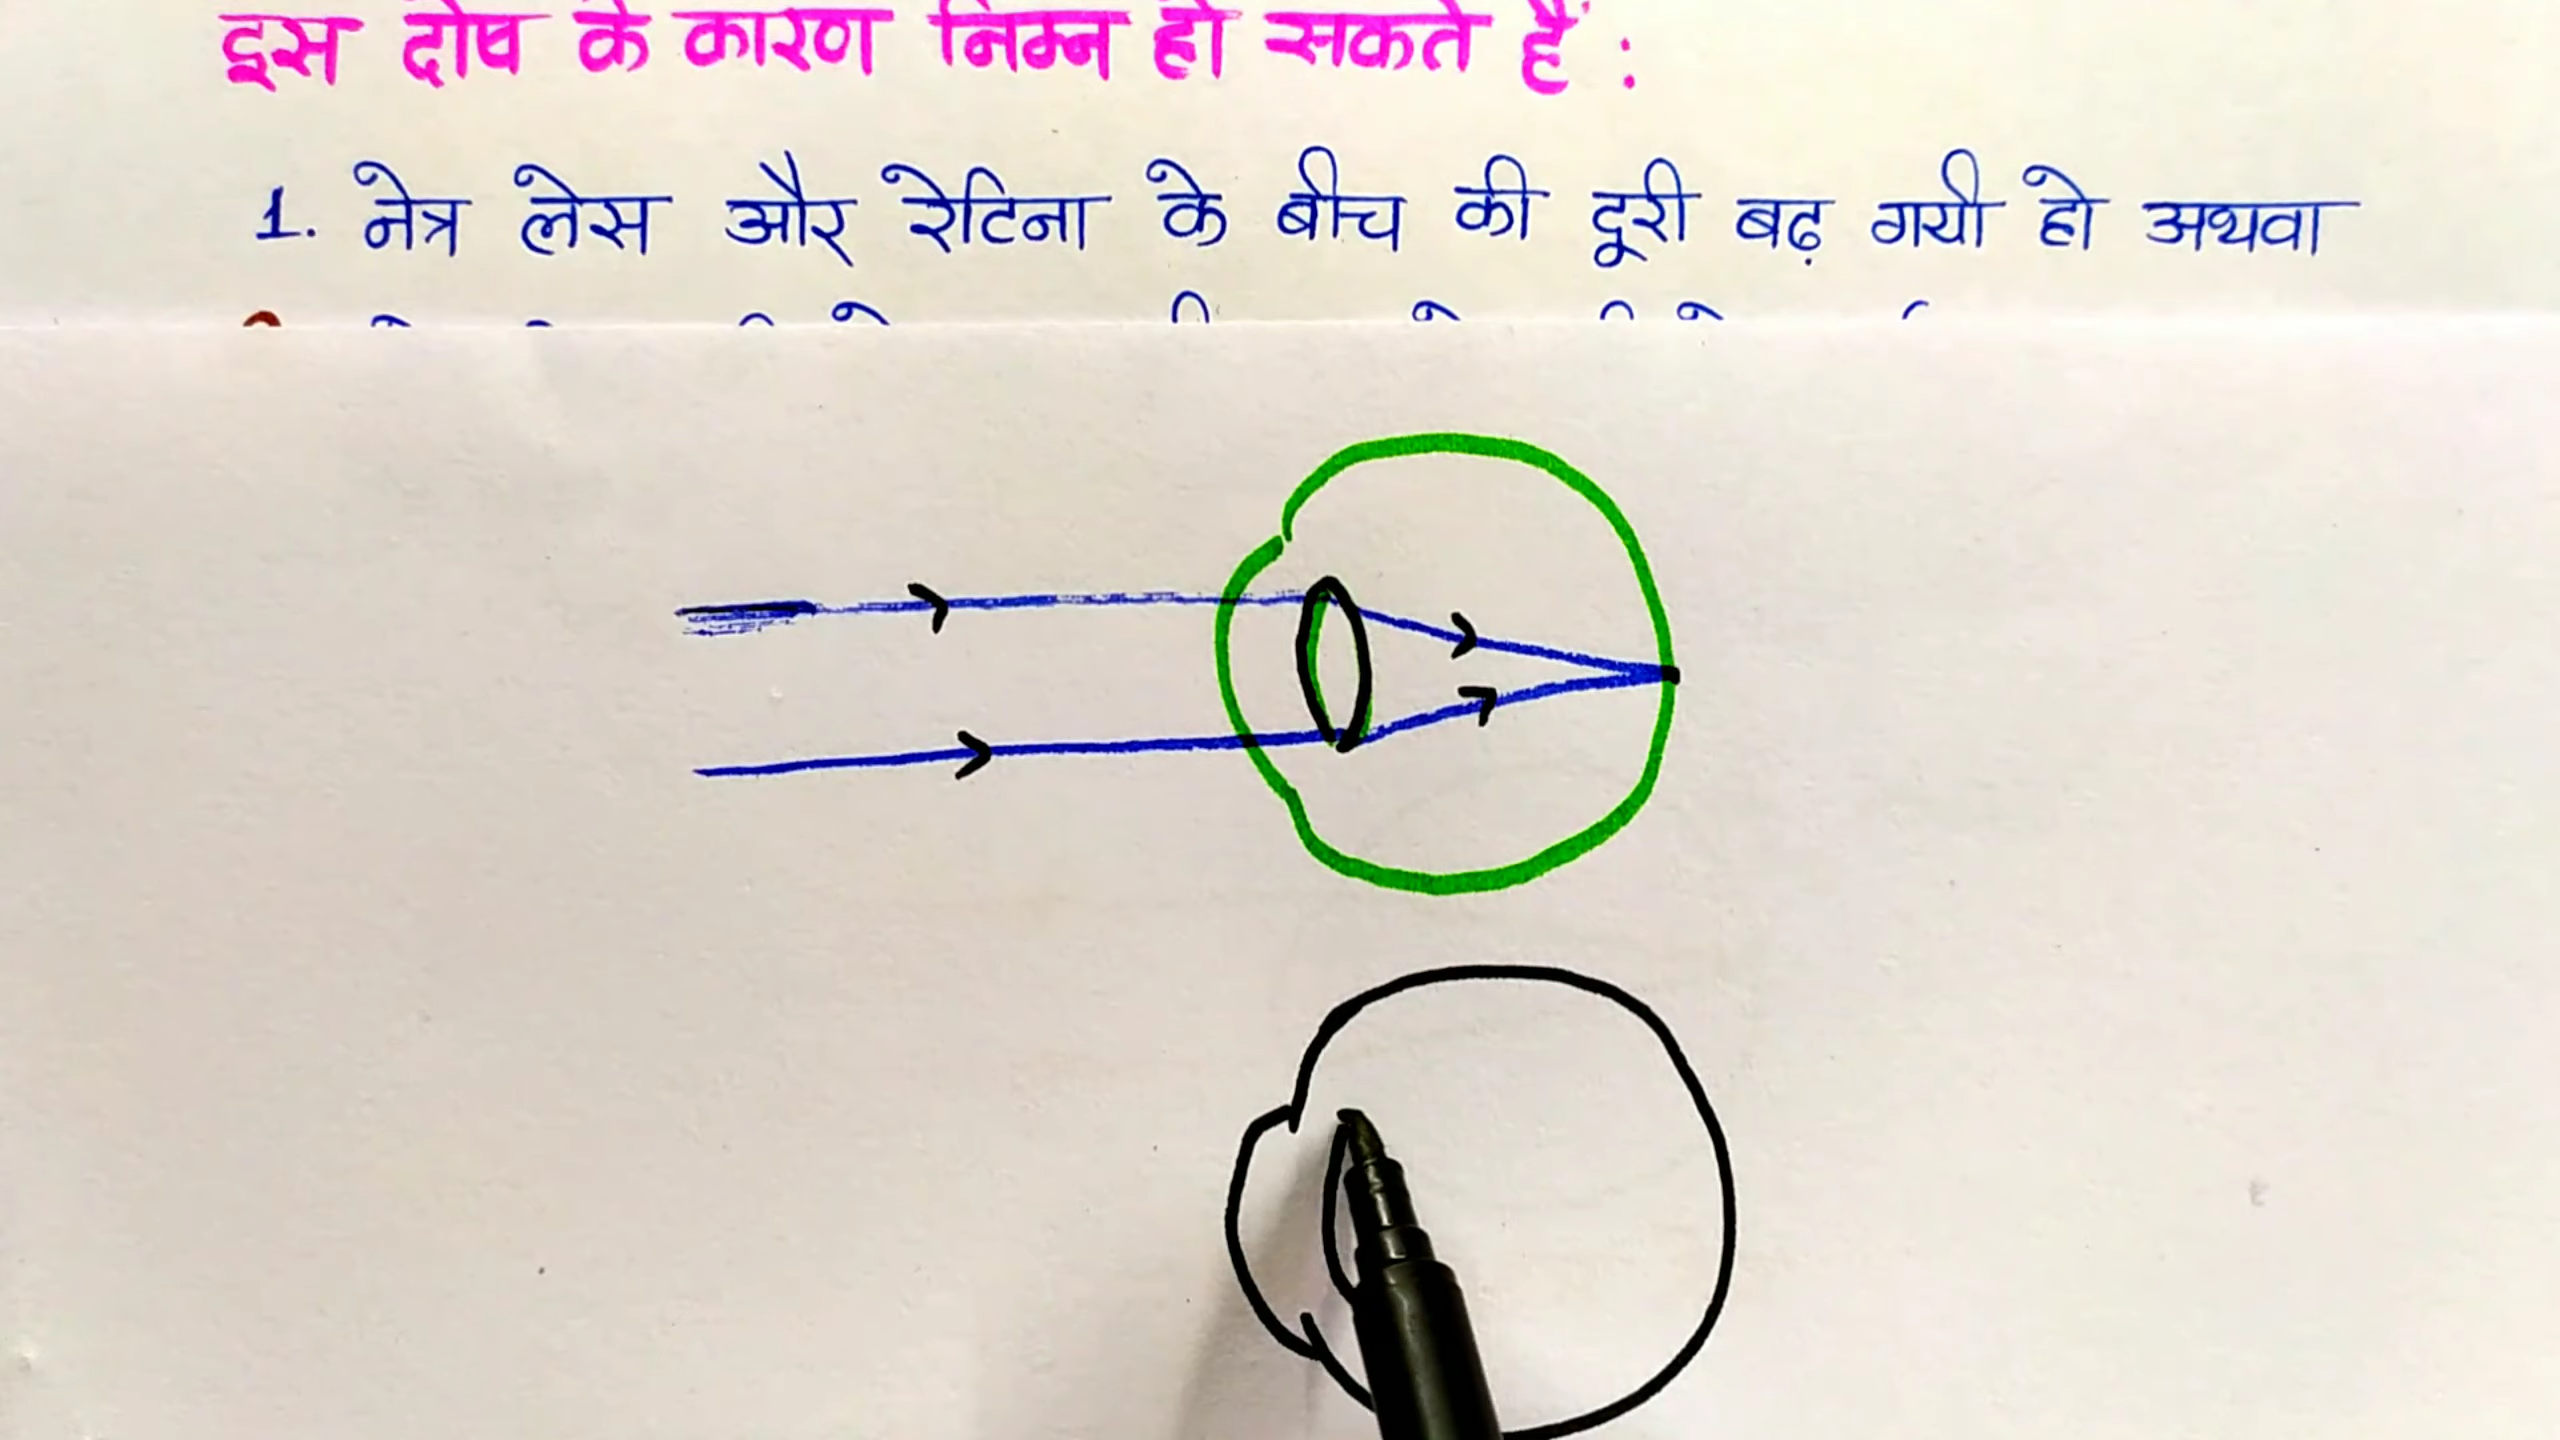 इस दोष के कारण निम्न हो सकते हैं :
1. नेत्र लेस और रेटिना के बीच की दूरी बढ़ गयी हो अथवा